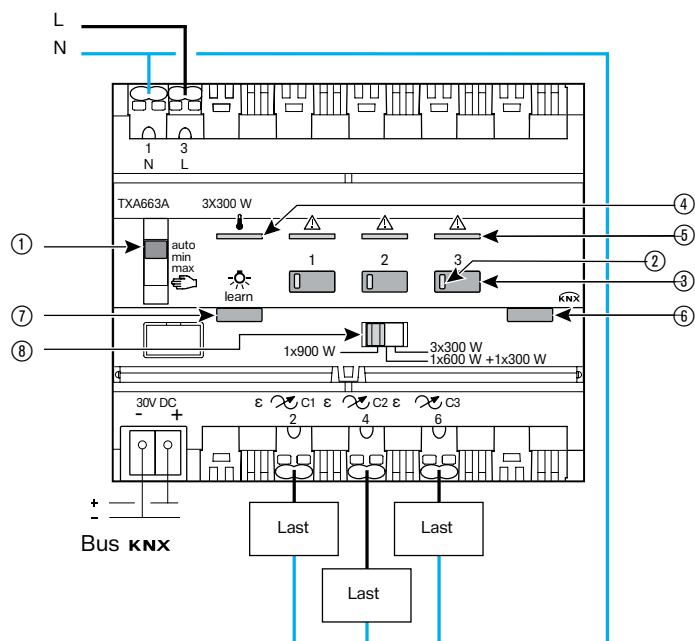 L
N
1 3
N L
TXA663A 3X300 W
④
⑤
①
auto
min
max
1 2 3
②
③
learn
KNX
⑦
⑥
⑧
1x900 W
3x300 W
1x600 W +1x300 W
30V DC
- +
ε C1 ε C2 ε C3
2 4 6
+
-
Bus KNX
Last Last
Last